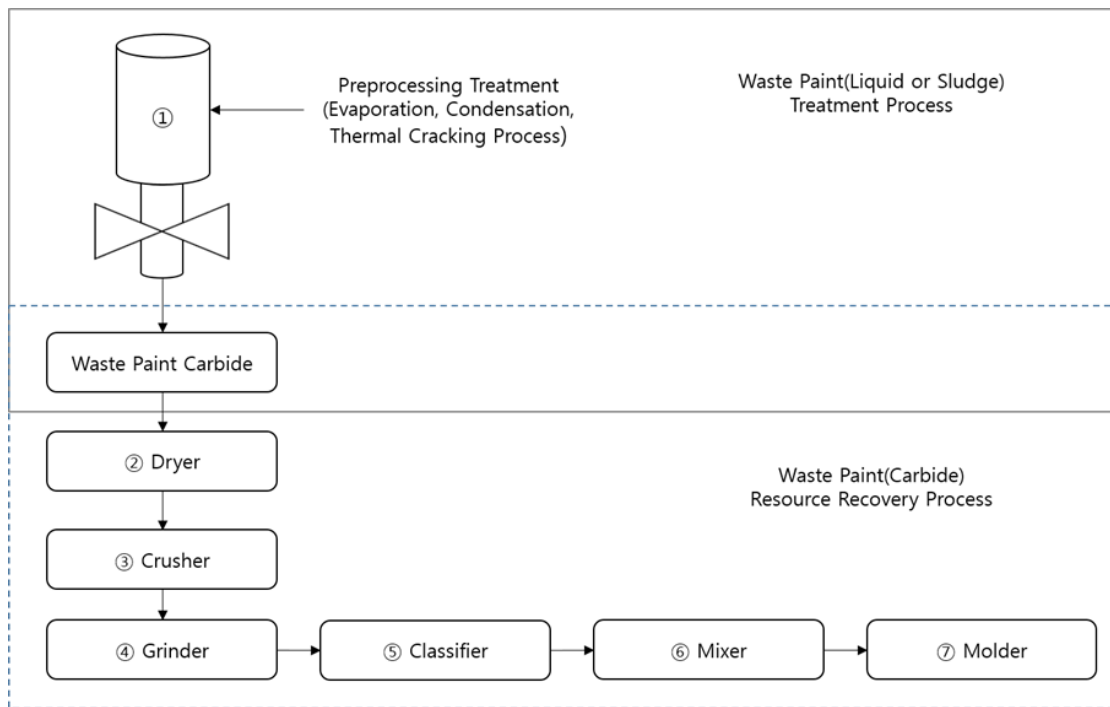 ①
Preprocessing Treatment
(Evaporation, Condensation,
Thermal Cracking Process)
Waste Paint(Liquid or Sludge)
Treatment Process
Waste Paint Carbide
② Dryer
Waste Paint(Carbide)
Resource Recovery Process
③ Crusher
④ Grinder
⑤ Classifier
⑥ Mixer
⑦ Molder